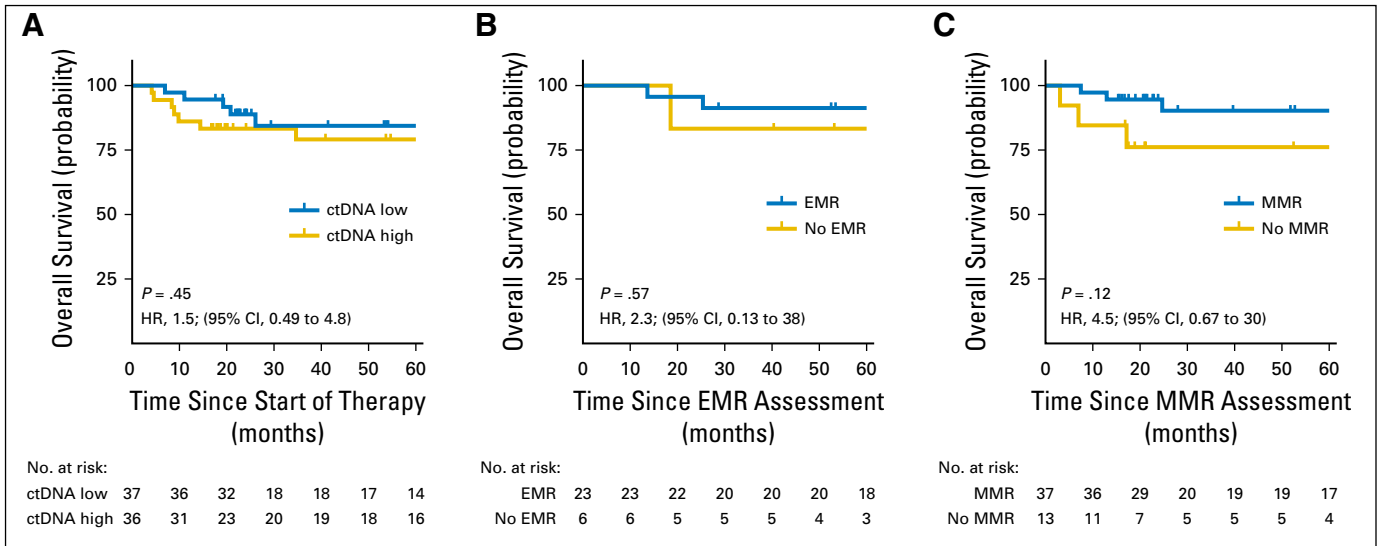 A
Overall Survival (probability)
100
75
50
25
ctDNA low
ctDNA high
P = .45
HR, 1.5; (95% CI, 0.49 to 4.8)
0 10 20 30 40 50 60
Time Since Start of Therapy
(months)
No. at risk:
ctDNA low 37 36 32 18 18 17 14
ctDNA high 36 31 23 20 19 18 16
B
Overall Survival (probability)
100
75
50
25
EMR
No EMR
P = .57
HR, 2.3; (95% CI, 0.13 to 38)
0 10 20 30 40 50 60
Time Since EMR Assessment
(months)
No. at risk:
EMR 23 23 22 20 20 20 18
No EMR 6 6 5 5 5 4 3
C
Overall Survival (probability)
100
75
50
25
MMR
No MMR
P = .12
HR, 4.5; (95% CI, 0.67 to 30)
0 10 20 30 40 50 60
Time Since MMR Assessment
(months)
No. at risk:
MMR 37 36 29 20 19 19 17
No MMR 13 11 7 5 5 5 4